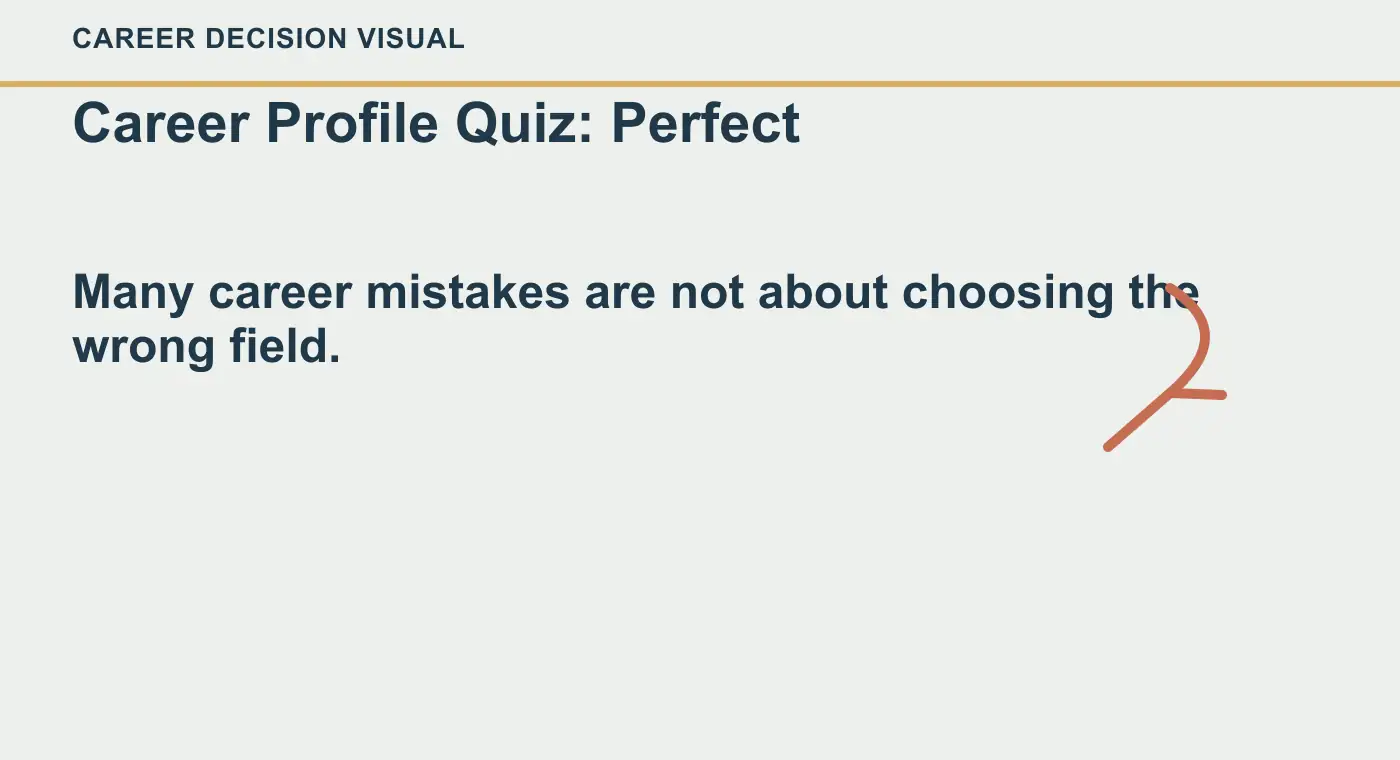 CAREER DECISION VISUAL
Career Profile Quiz: Perfect
Many career mistakes are not about choosing the
wrong field.